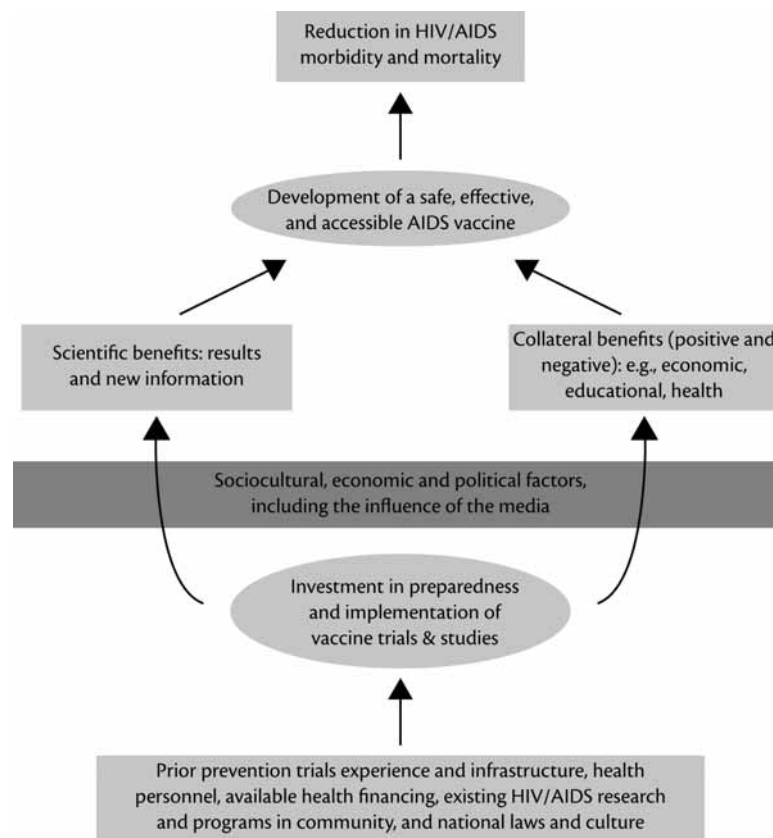 Reduction in HIV/AIDS
morbidity and mortality
Development of a safe, effective,
and accessible AIDS vaccine
Scientific benefits: results
and new information
Collateral benefits (positive and
negative): e.g., economic,
educational, health
Sociocultural, economic and political factors,
including the influence of the media
Investment in preparedness
and implementation of
vaccine trials & studies
Prior prevention trials experience and infrastructure, health
personnel, available health financing, existing HIV/AIDS research
and programs in community, and national laws and culture